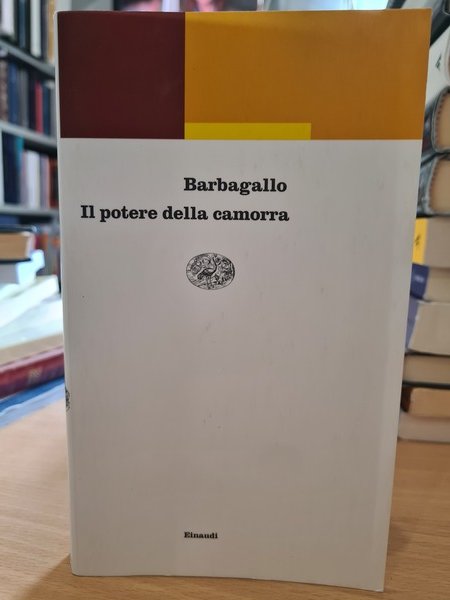 Barbagallo
Il potere della camorra
Einaudi